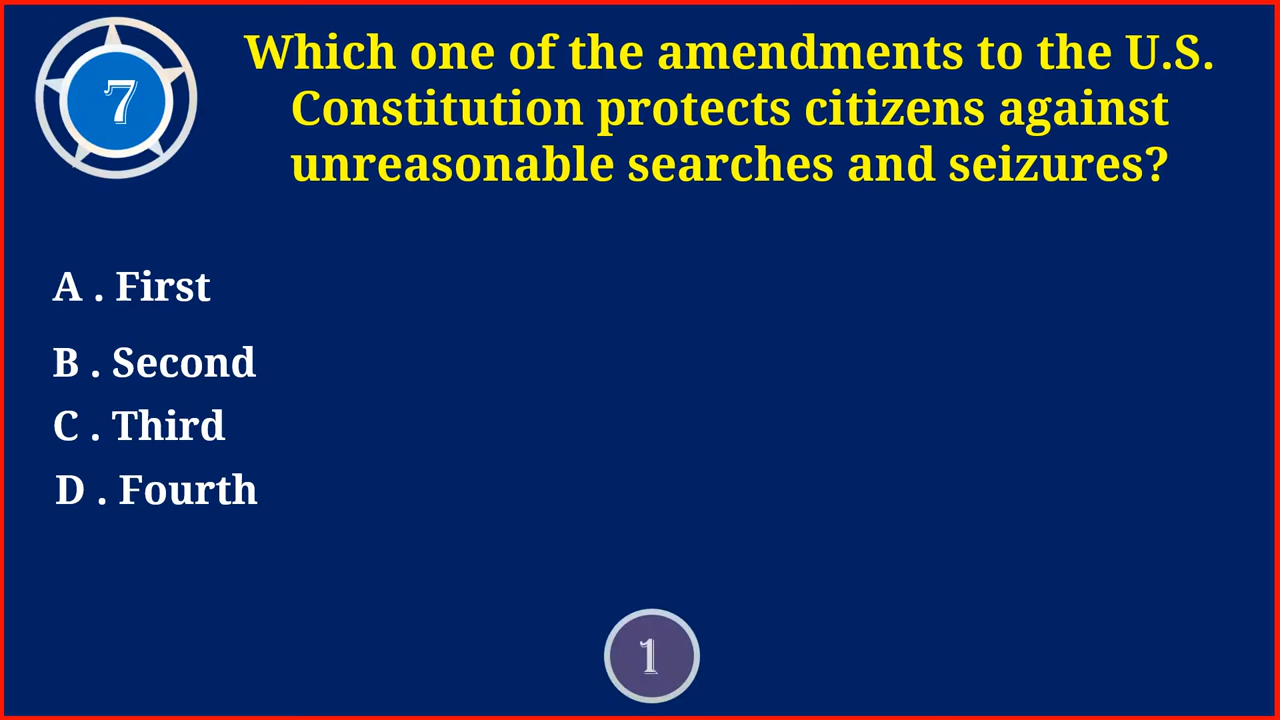 7
Which one of the amendments to the U.S.
Constitution protects citizens against
unreasonable searches and seizures?
A . First
B . Second
C . Third
D . Fourth
1